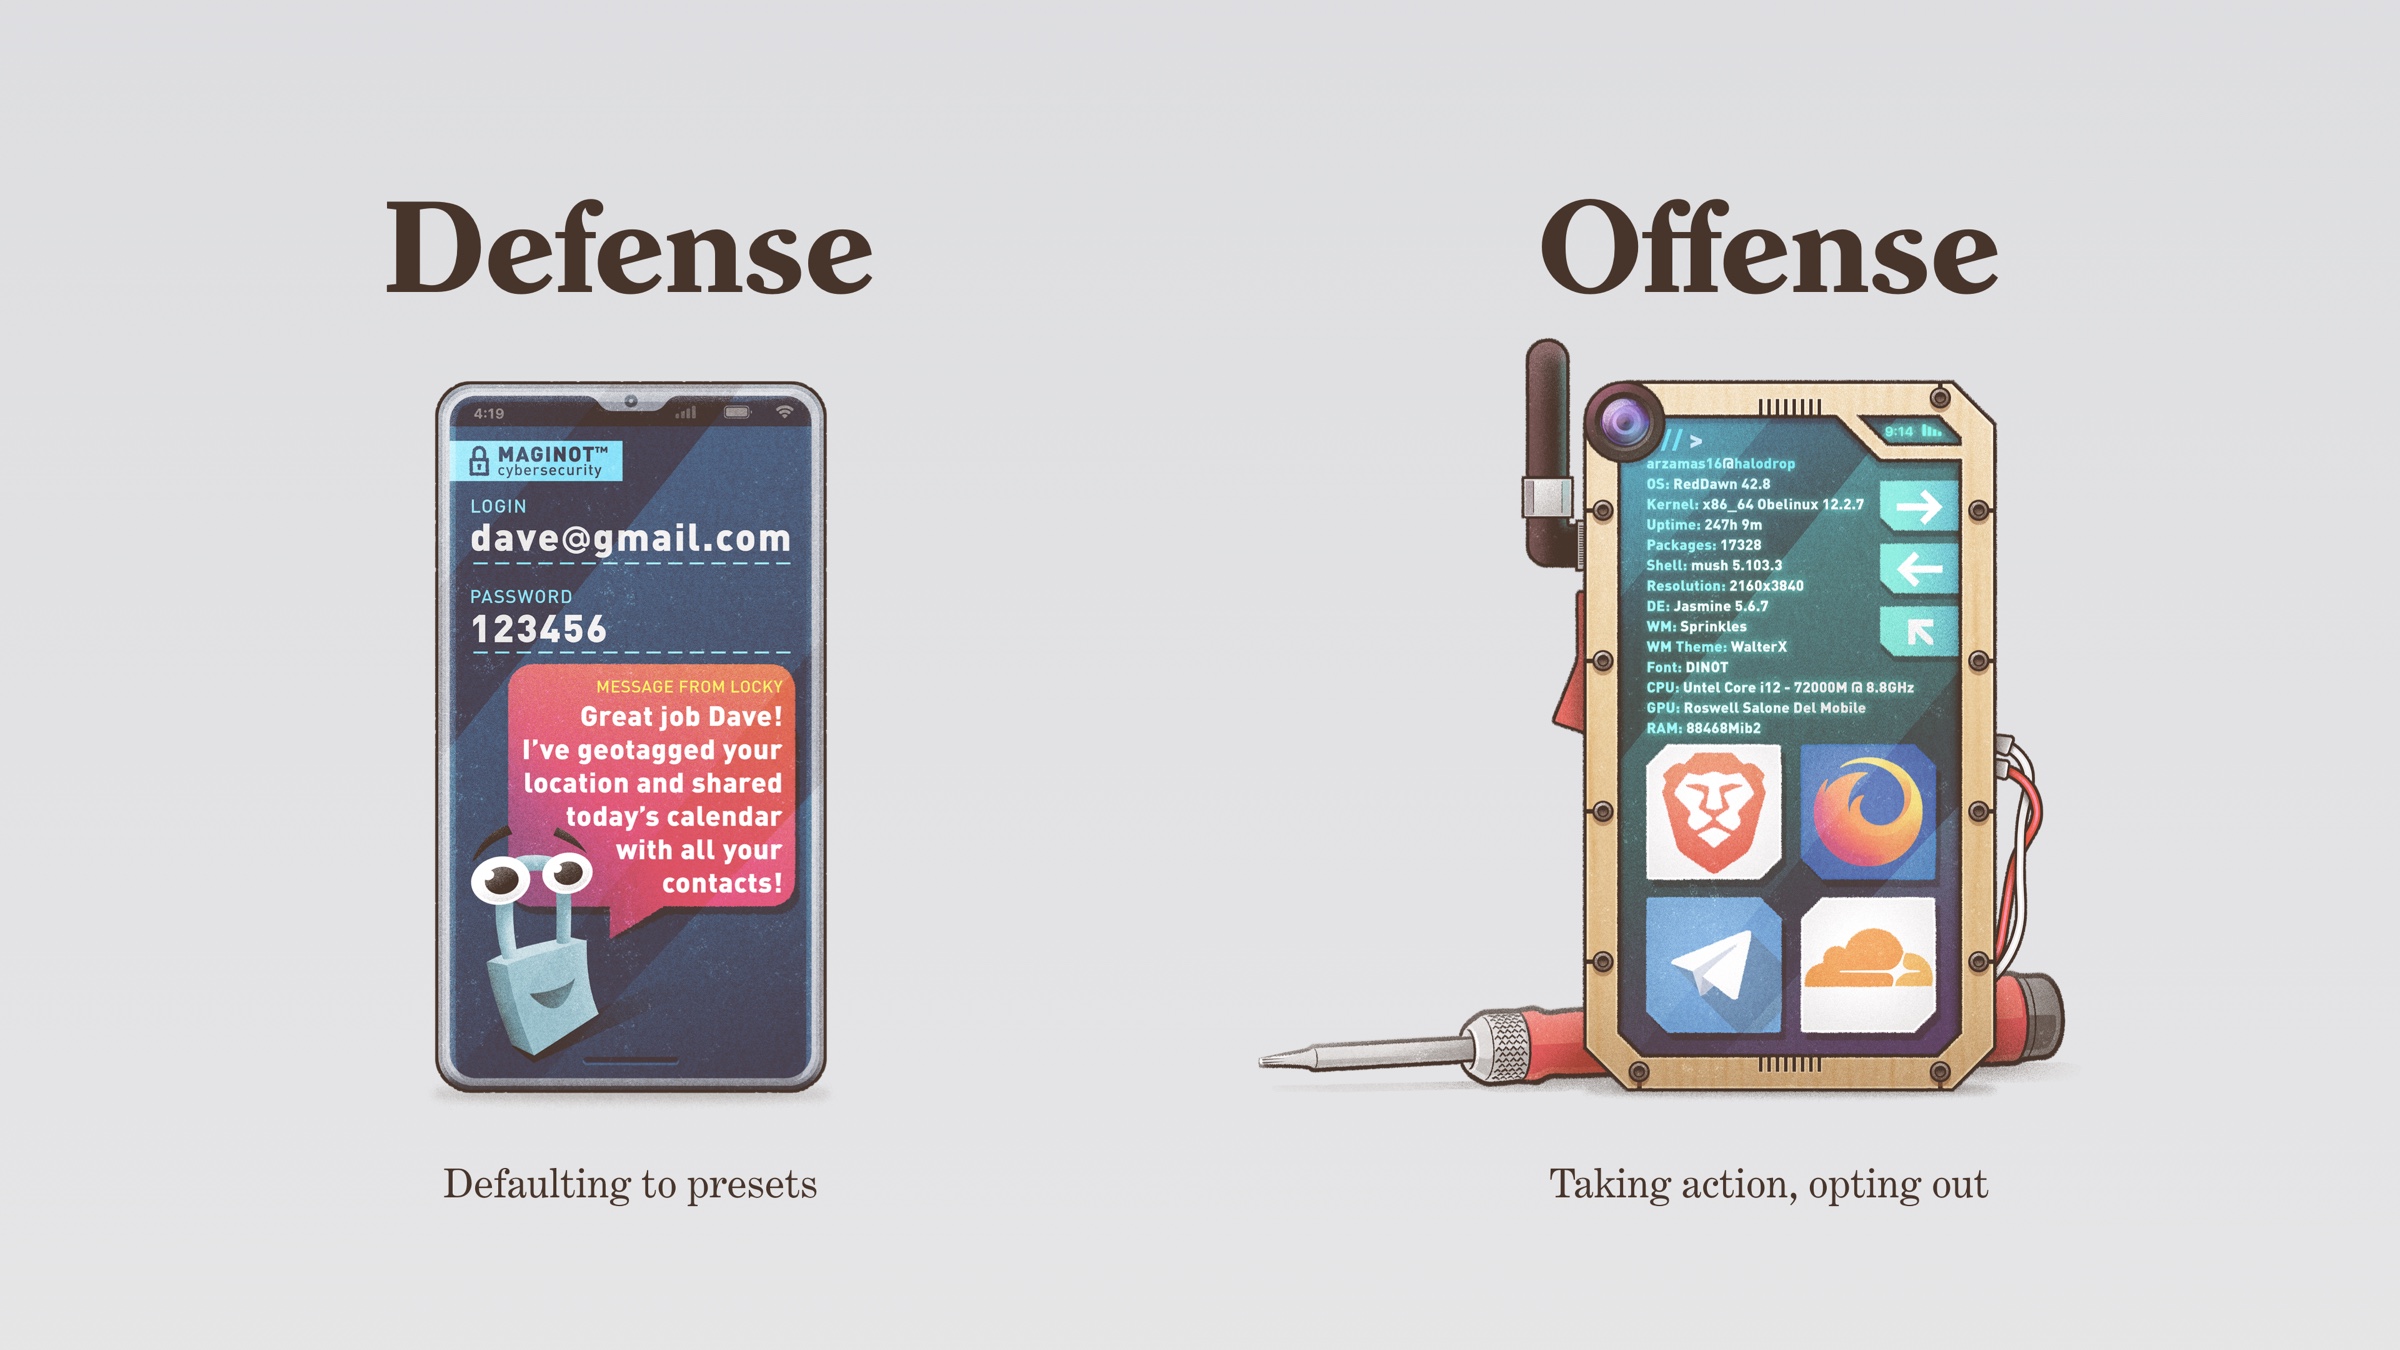 Defense
4:19
MAGINOT™
cybersecurity
LOGIN
dave@gmail.com
PASSWORD
123456
MESSAGE FROM LOCKY
Great job Dave!
I've geotagged your
location and shared
today's calendar
with all your
contacts!
Defaulting to presets
Offense
9:14
// >
arzamas16@halodrop
OS: RedDawn 42.8
Kernel: x86_64 Obelinux 12.2.7
Uptime: 247h 9m
Packages: 17328
Shell: mush 5.103.3
Resolution: 2160x3840
DE: Jasmine 5.6.7
WM: Sprinkles
WM Theme: WalterX
Font: DINOT
CPU: Untel Core i12 - 72000M @ 8.8GHz
GPU: Roswell Salone Del Mobile
RAM: 88468Mib2
Taking action, opting out